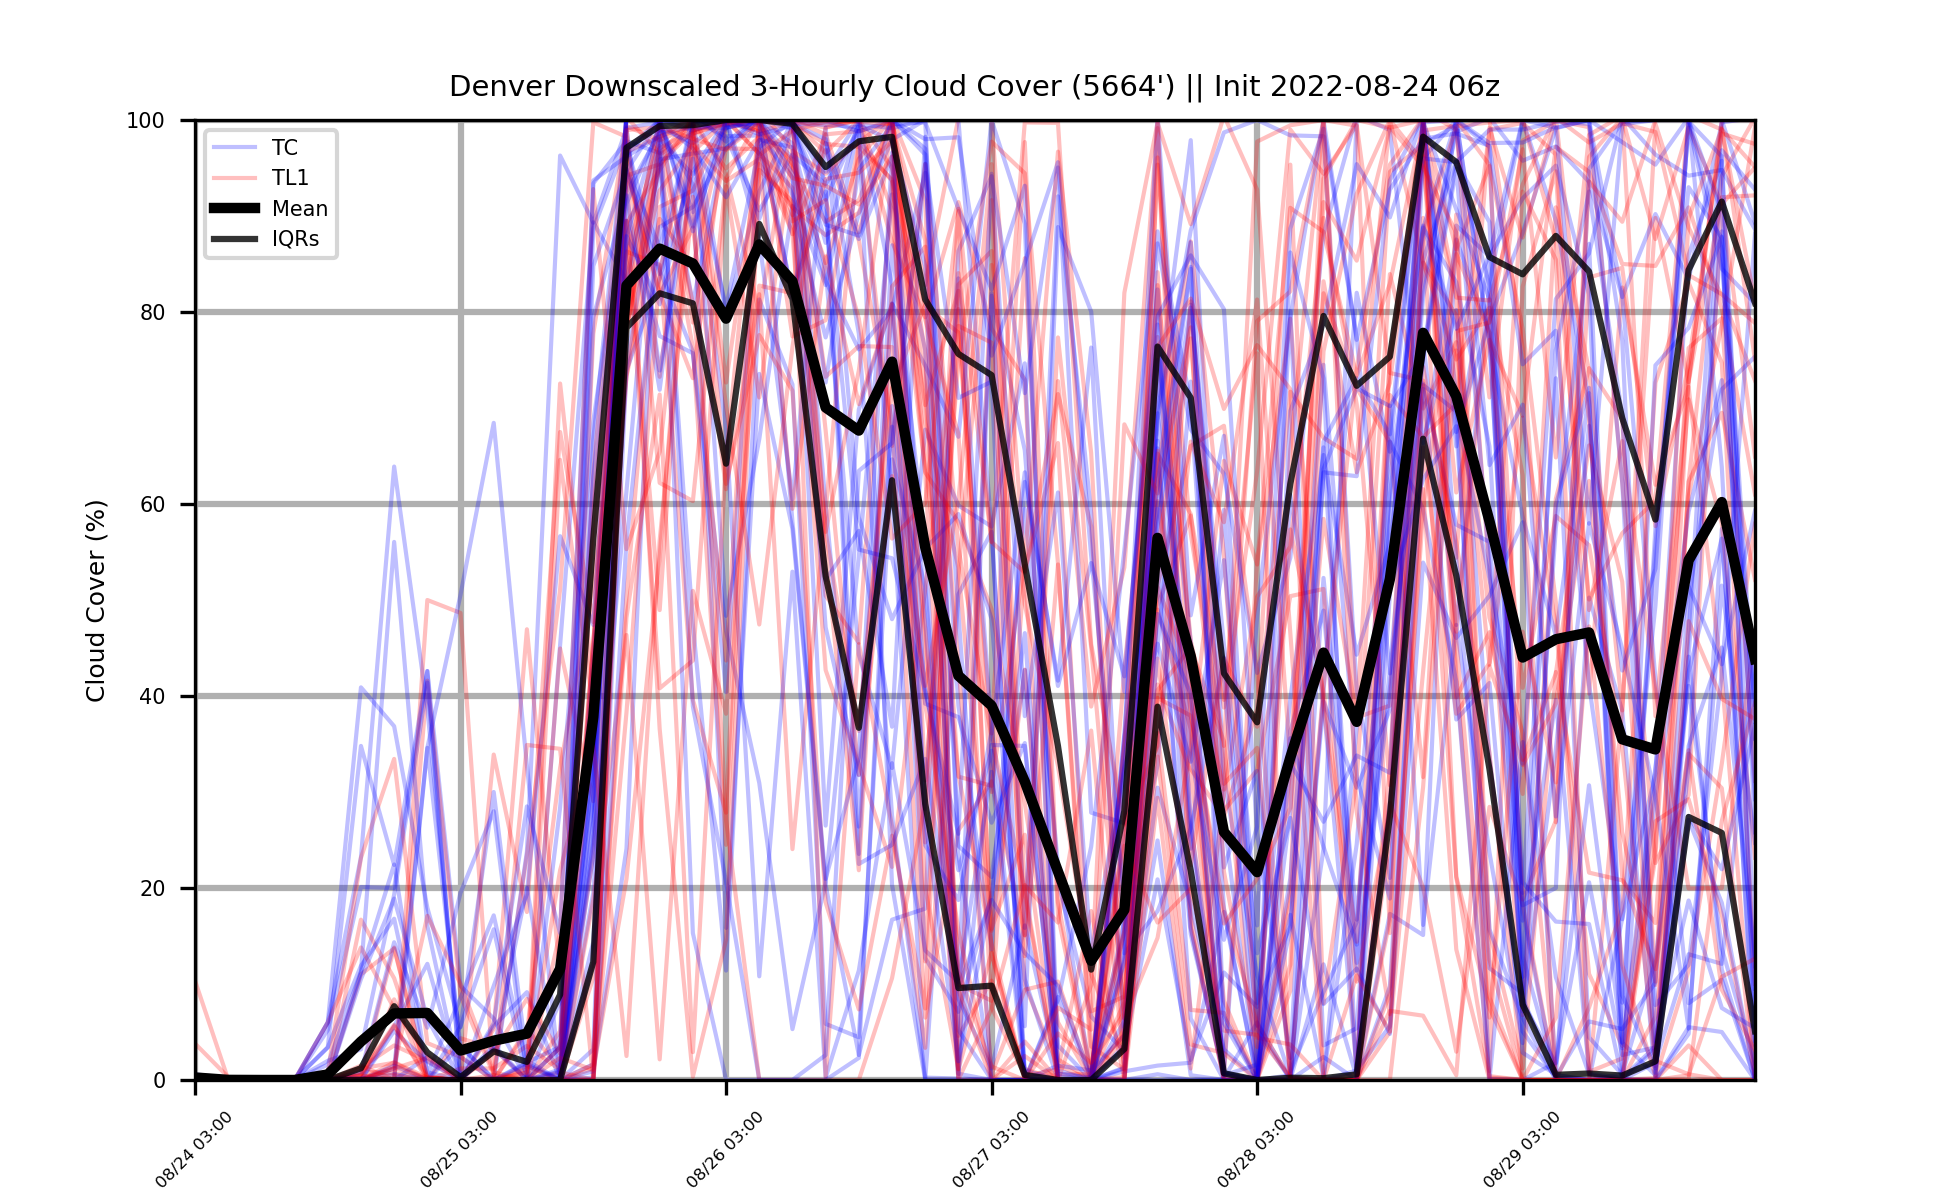 Denver Downscaled 3-Hourly Cloud Cover (5664') || Init 2022-08-24 06z
TC
TL1
Mean
IQRs
Cloud Cover (%)
100
80
60
40
20
0
08/24 03:00
08/25 03:00
08/26 03:00
08/27 03:00
08/28 03:00
08/29 03:00